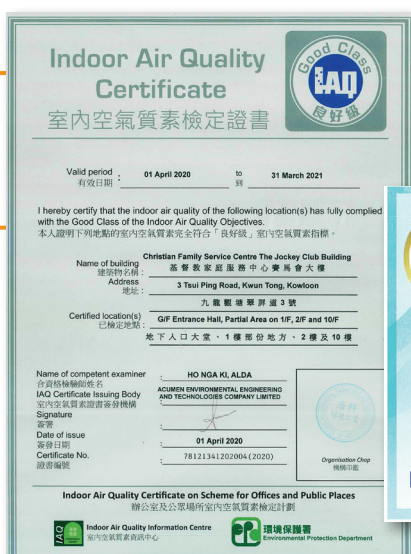 Indoor Air Quality
Certificate
室內空氣質素檢定證書
Good Class
IAQ
良好級
Valid period : 01 April 2020 to 31 March 2021
有效日期 到
I hereby certify that the indoor air quality of the following location(s) has fully complied
with the Good Class of the Indoor Air Quality Objectives.
本人證明下列地點的室內空氣質素完全符合「良好級」室內空氣質素指標。
Name of building Christian Family Service Centre The Jockey Club Building
建築物名稱: 基督教家庭服務中心賽馬會大樓
Address 3 Tsui Ping Road, Kwun Tong, Kowloon
地址:
九龍觀塘翠屏道3號
Certified location(s) G/F Entrance Hall, Partial Area on 1/F, 2/F and 10/F
已檢定地點:
地下入口大堂、1樓部份地方、2樓及10樓
Name of competent examiner : HO NGA KI, ALDA
合資格檢驗師姓名
IAQ Certificate Issuing Body : ACUMEN ENVIRONMENTAL ENGINEERING
AND TECHNOLOGIES COMPANY LIMITED
室內空氣質素證書簽發機構
Signature :
簽署
Date of issue : 01 April 2020
簽發日期
Certificate No. : 78121341202004 (2020)
證書編號
Organisation Chop
機構印鑑
Indoor Air Quality Certificate on Scheme for Offices and Public Places
辦公室及公眾場所室內空氣質素檢定計劃
IAQ
Indoor Air Quality Information Centre
室內空氣質素資訊中心
環境保護署
Environmental Protection Department